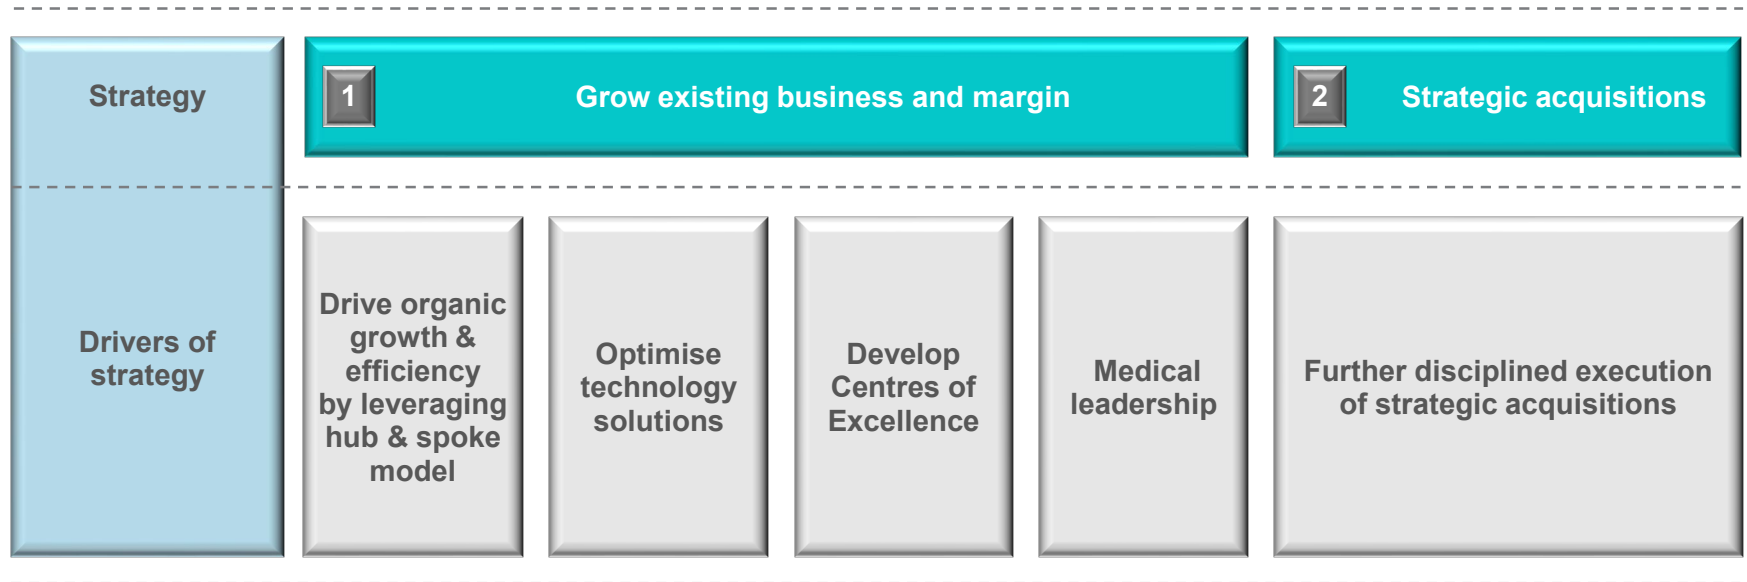 Strategy
1
Grow existing business and margin
2
Strategic acquisitions
Drivers of
strategy
Drive organic
growth &
efficiency
by leveraging
hub & spoke
model
Optimise
technology
solutions
Develop
Centres of
Excellence
Medical
leadership
Further disciplined execution
of strategic acquisitions